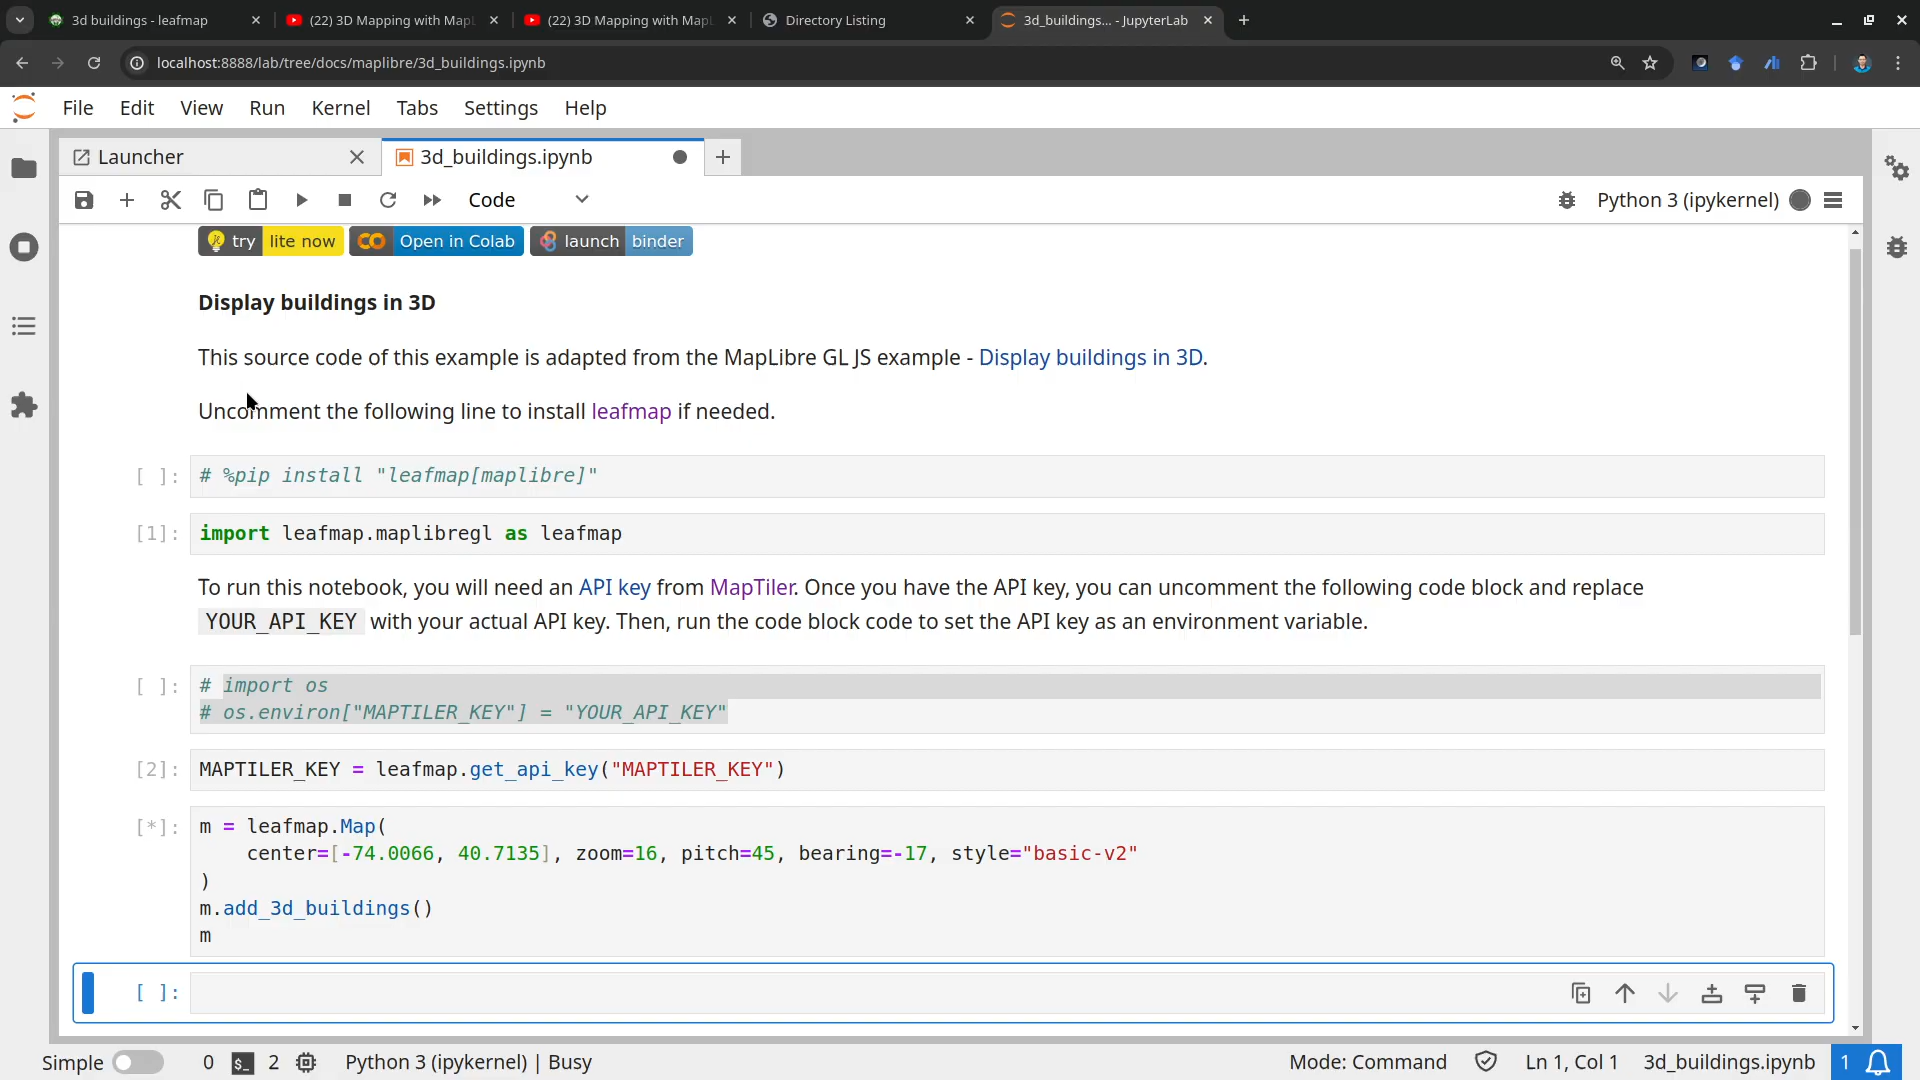 3d buildings - leafmap
(22) 3D Mapping with MapL
(22) 3D Mapping with MapL
Directory Listing
3d_buildings... - JupyterLab
localhost:8888/lab/tree/docs/maplibre/3d_buildings.ipynb
File Edit View Run Kernel Tabs Settings Help
Launcher
3d_buildings.ipynb
Code
Python 3 (ipykernel)
try lite now
Open in Colab
launch binder
Display buildings in 3D
This source code of this example is adapted from the MapLibre GL JS example - Display buildings in 3D.
Uncomment the following line to install leafmap if needed.
[ ]: # %pip install "leafmap[maplibre]"
[1]: import leafmap.maplibregl as leafmap
To run this notebook, you will need an API key from MapTiler. Once you have the API key, you can uncomment the following code block and replace
YOUR_API_KEY with your actual API key. Then, run the code block code to set the API key as an environment variable.
[ ]: # import os
# os.environ["MAPTILER_KEY"] = "YOUR_API_KEY"
[2]: MAPTILER_KEY = leafmap.get_api_key("MAPTILER_KEY")
[*]: m = leafmap.Map(
center=[-74.0066, 40.7135], zoom=16, pitch=45, bearing=-17, style="basic-v2"
)
m.add_3d_buildings()
m
[ ]:
Simple 0 $_ 2 Python 3 (ipykernel) | Busy Mode: Command Ln 1, Col 1 3d_buildings.ipynb 1